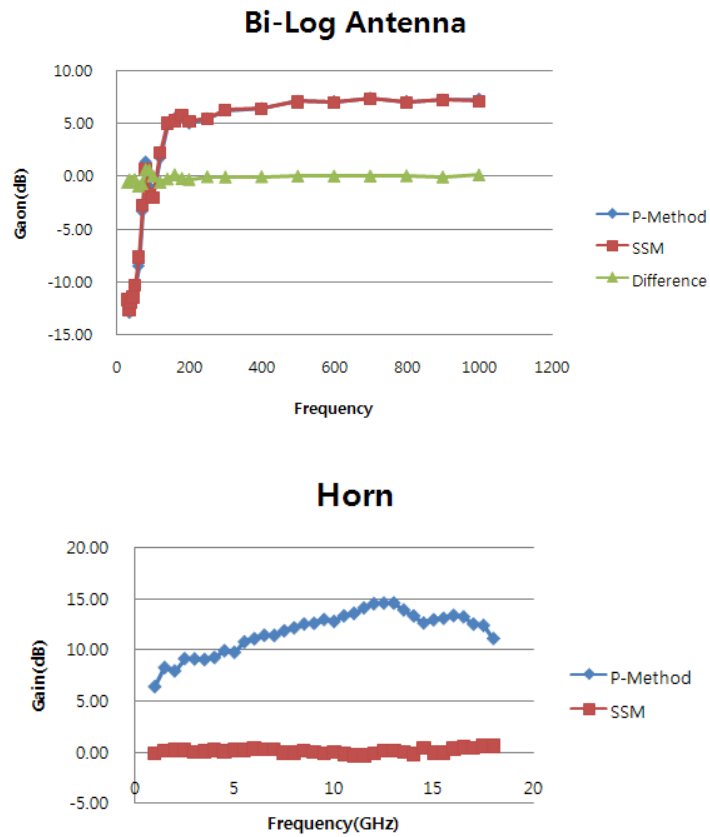 Bi-Log Antenna
10.00
5.00
0.00
-5.00
-10.00
-15.00
Gaon(dB)
0 200 400 600 800 1000 1200
Frequency
P-Method
SSM
Difference
Horn
20.00
15.00
10.00
5.00
0.00
-5.00
Gain(dB)
0 5 10 15 20
Frequency(GHz)
P-Method
SSM